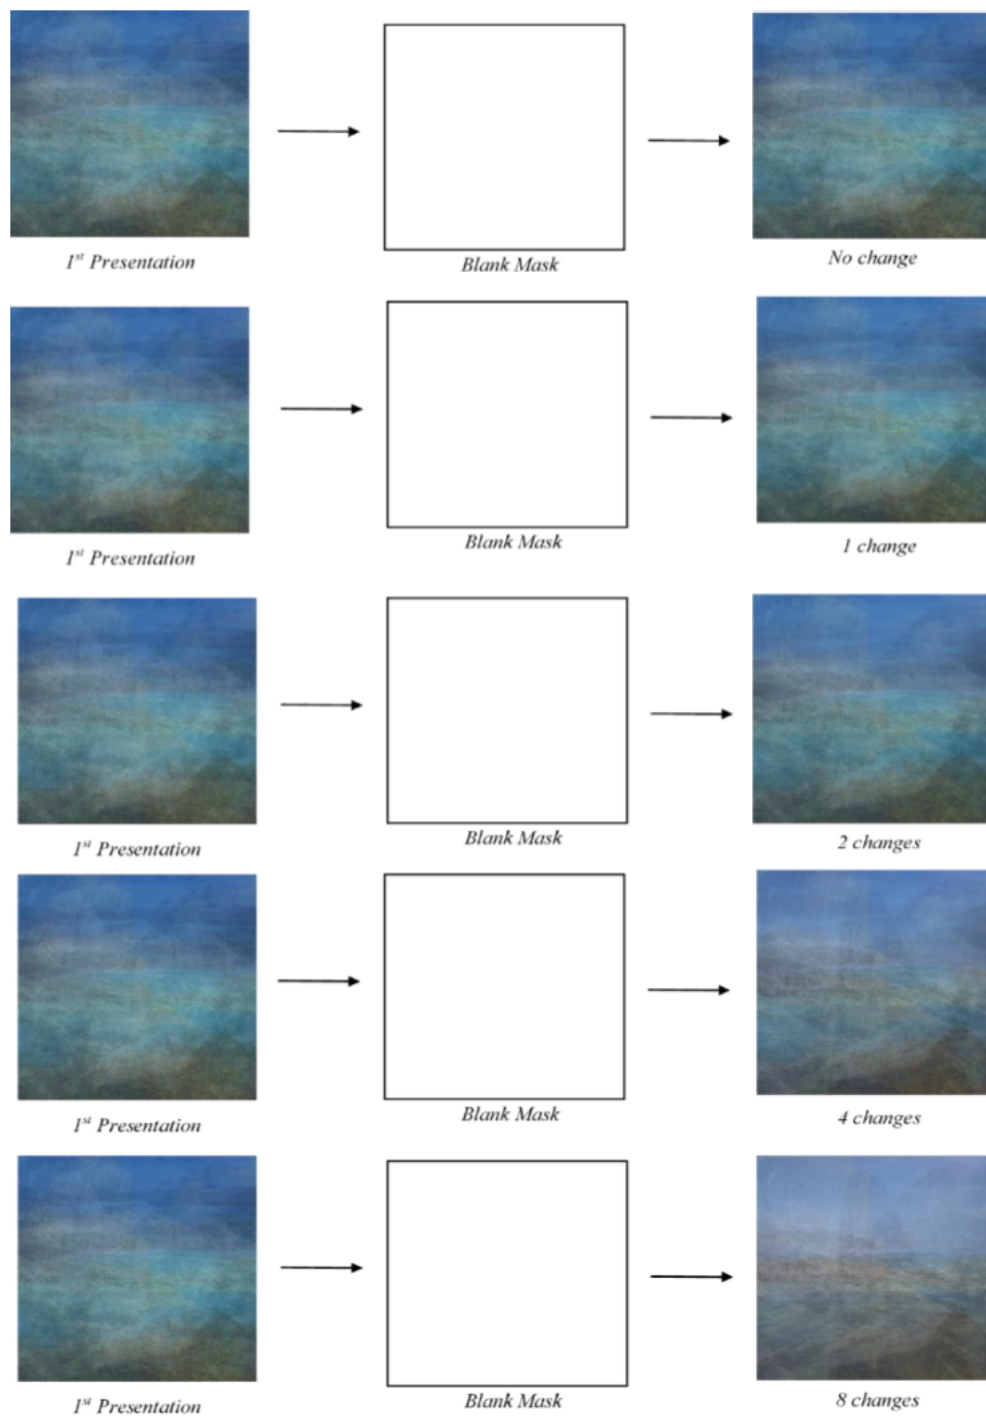 1st Presentation
Blank Mask
No change
1st Presentation
Blank Mask
1 change
1st Presentation
Blank Mask
2 changes
1st Presentation
Blank Mask
4 changes
1st Presentation
Blank Mask
8 changes